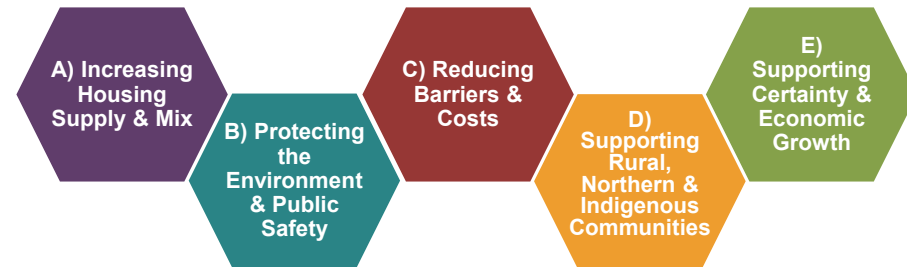 A) Increasing
Housing
Supply & Mix
B) Protecting
the
Environment
& Public
Safety
C) Reducing
Barriers &
Costs
D)
Supporting
Rural,
Northern &
Indigenous
Communities
E)
Supporting
Certainty &
Economic
Growth